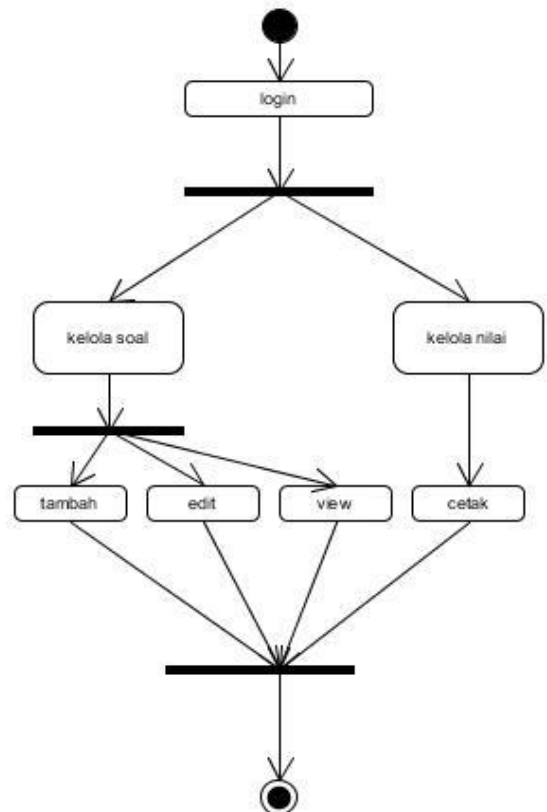 login
kelola soal
kelola nilai
tambah
edit
view
cetak